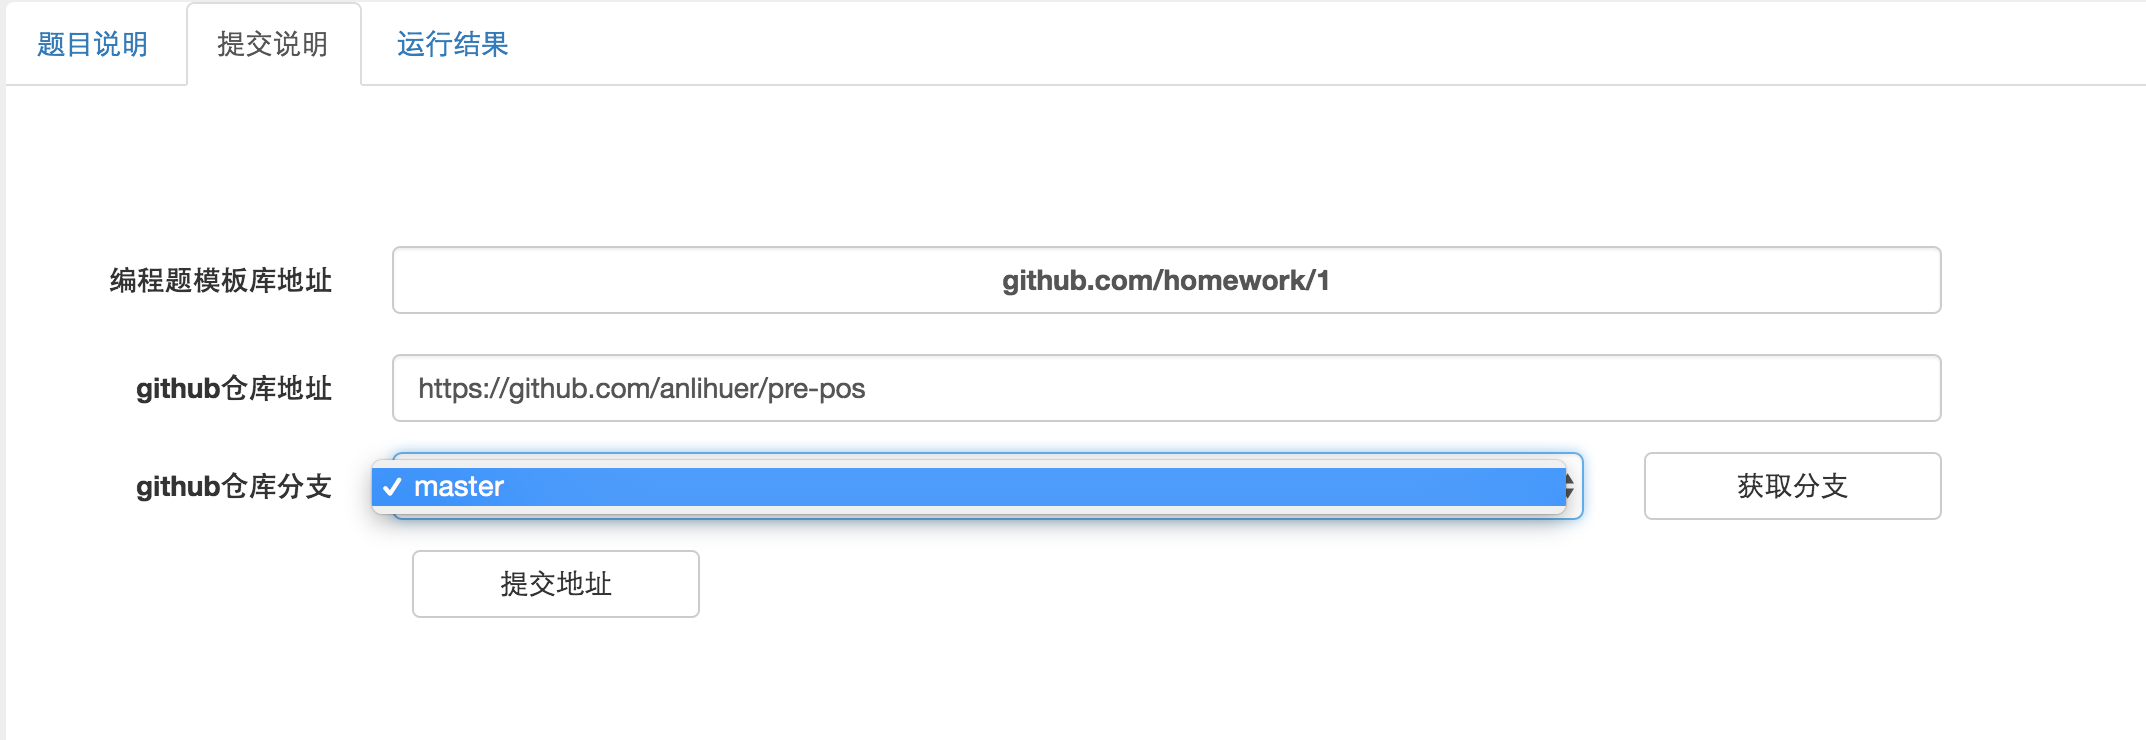 题目说明
提交说明
运行结果
编程题模板库地址
github.com/homework/1
github仓库地址
https://github.com/anlihuer/pre-pos
github仓库分支
master
获取分支
提交地址